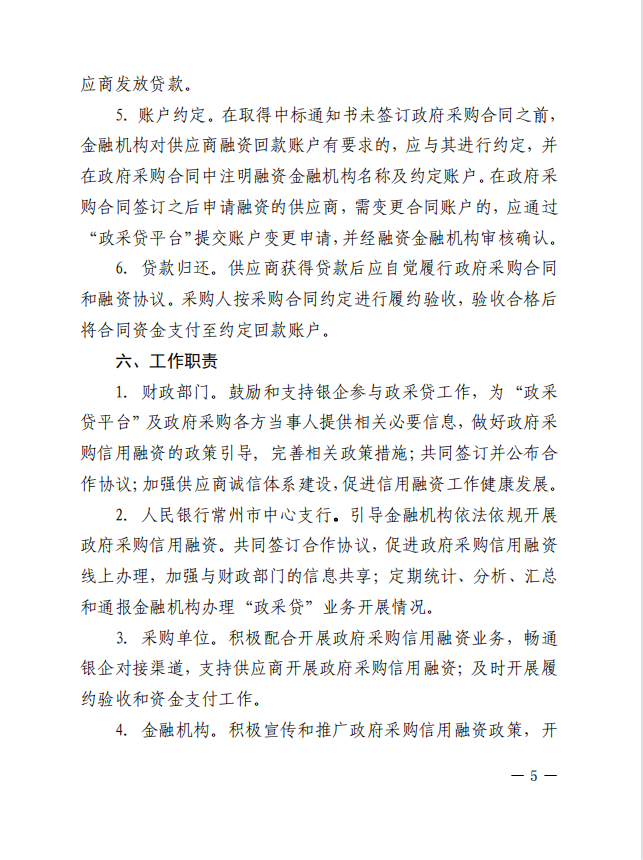 应商发放贷款。
5. 账户约定。在取得中标通知书未签订政府采购合同之前，
金融机构对供应商融资回款账户有要求的，应与其进行约定，并
在政府采购合同中注明融资金融机构名称及约定账户。在政府采
购合同签订之后申请融资的供应商，需变更合同账户的，应通过
“政采贷平台”提交账户变更申请，并经融资金融机构审核确认。
6. 贷款归还。供应商获得贷款后应自觉履行政府采购合同
和融资协议。采购人按采购合同约定进行履约验收，验收合格后
将合同资金支付至约定回款账户。
六、工作职责
1. 财政部门。鼓励和支持银企参与政采贷工作，为“政采
贷平台”及政府采购各方当事人提供相关必要信息，做好政府采
购信用融资的政策引导，完善相关政策措施；共同签订并公布合
作协议；加强供应商诚信体系建设，促进信用融资工作健康发展。
2. 人民银行常州市中心支行。引导金融机构依法依规开展
政府采购信用融资。共同签订合作协议，促进政府采购信用融资
线上办理，加强与财政部门的信息共享；定期统计、分析、汇总
和通报金融机构办理“政采贷”业务开展情况。
3. 采购单位。积极配合开展政府采购信用融资业务，畅通
银企对接渠道，支持供应商开展政府采购信用融资；及时开展履
约验收和资金支付工作。
4. 金融机构。积极宣传和推广政府采购信用融资政策，开
— 5 —